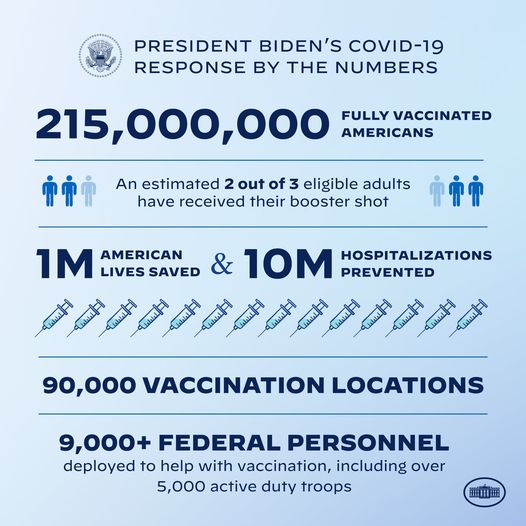 PRESIDENT BIDEN'S COVID-19
RESPONSE BY THE NUMBERS
215,000,000 FULLY VACCINATED
AMERICANS
An estimated 2 out of 3 eligible adults
have received their booster shot
1M AMERICAN
LIVES SAVED & 10M HOSPITALIZATIONS
PREVENTED
90,000 VACCINATION LOCATIONS
9,000+ FEDERAL PERSONNEL
deployed to help with vaccination, including over
5,000 active duty troops